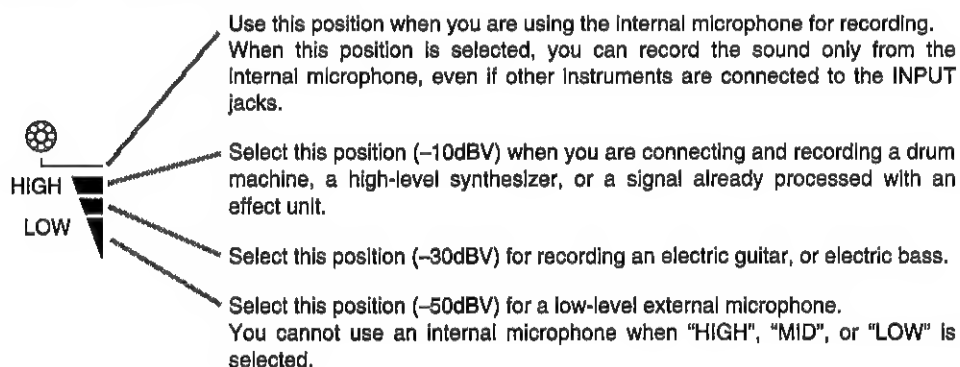 Use this position when you are using the internal microphone for recording.
When this position is selected, you can record the sound only from the
internal microphone, even if other instruments are connected to the INPUT
jacks.
HIGH
LOW
Select this position (–10dBV) when you are connecting and recording a drum
machine, a high-level synthesizer, or a signal already processed with an
effect unit.
Select this position (–30dBV) for recording an electric guitar, or electric bass.
Select this position (–50dBV) for a low-level external microphone.
You cannot use an internal microphone when "HIGH", "MID", or "LOW" is
selected.